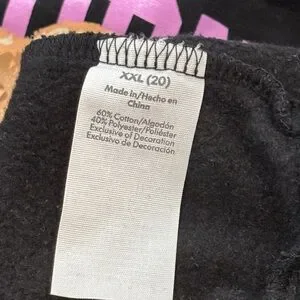 XXL (20)
Made in/Hecho en
China
60% Cotton/Algodón
40% Polyester/Poliéster
Exclusive of Decoration
Exclusivo de Decoración